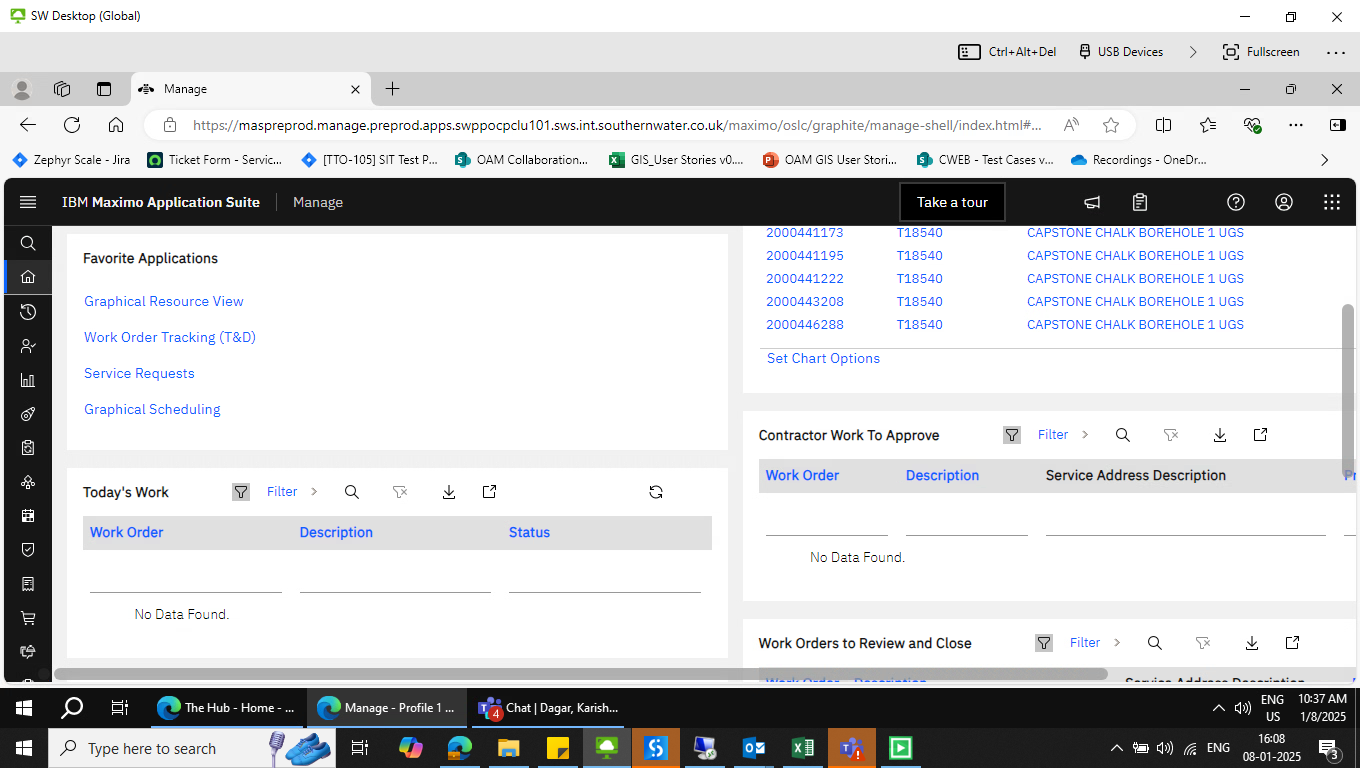 SW Desktop (Global)
Ctrl+Alt+Del
USB Devices
Fullscreen
Manage
https://maspreprod.manage.preprod.apps.swppocpclu101.sws.int.southernwater.co.uk/maximo/oslc/graphite/manage-shell/index.html#...
Zephyr Scale - Jira
Ticket Form - Servic...
[TTO-105] SIT Test P...
OAM Collaboration...
GIS_User Stories v0....
OAM GIS User Stori...
CWEB - Test Cases v...
Recordings - OneDr...
IBM Maximo Application Suite
Manage
Take a tour
Favorite Applications
Graphical Resource View
Work Order Tracking (T&D)
Service Requests
Graphical Scheduling
Today's Work
Filter
Work Order Description Status
No Data Found.
2000441173 T18540 CAPSTONE CHALK BOREHOLE 1 UGS
2000441195 T18540 CAPSTONE CHALK BOREHOLE 1 UGS
2000441222 T18540 CAPSTONE CHALK BOREHOLE 1 UGS
2000443208 T18540 CAPSTONE CHALK BOREHOLE 1 UGS
2000446288 T18540 CAPSTONE CHALK BOREHOLE 1 UGS
Set Chart Options
Contractor Work To Approve
Filter
Work Order Description Service Address Description
No Data Found.
Work Orders to Review and Close
Filter
Work Order Description Service Address Description
The Hub - Home - ...
Manage - Profile 1 ...
4
Chat | Dagar, Karish...
ENG
US
10:37 AM
1/8/2025
Type here to search
ENG
16:08
08-01-2025
3